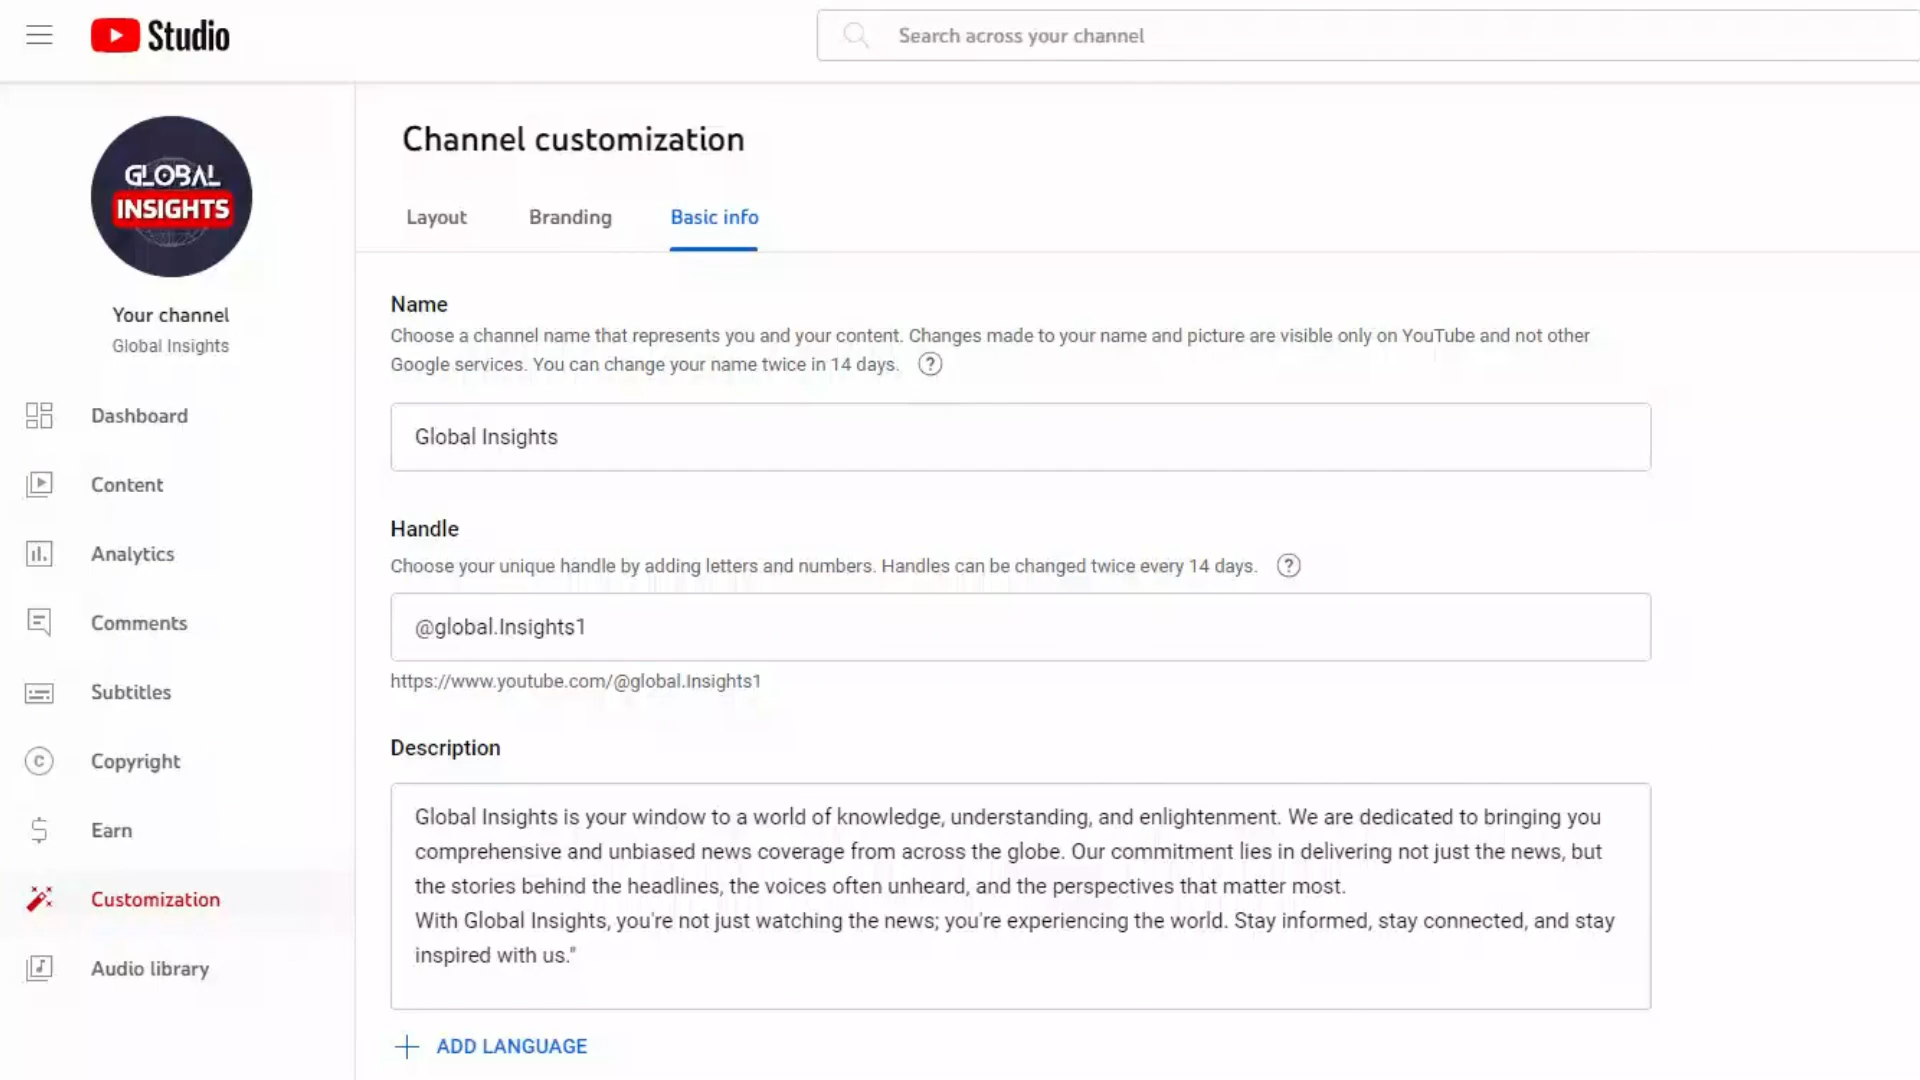 Studio
Search across your channel
GLOBAL
INSIGHTS
Your channel
Global Insights
Dashboard
Content
Analytics
Comments
Subtitles
Copyright
Earn
Customization
Audio library
Channel customization
Layout Branding Basic info
Name
Choose a channel name that represents you and your content. Changes made to your name and picture are visible only on YouTube and not other
Google services. You can change your name twice in 14 days. ?
Global Insights
Handle
Choose your unique handle by adding letters and numbers. Handles can be changed twice every 14 days. ?
@global.Insights1
https://www.youtube.com/@global.Insights1
Description
Global Insights is your window to a world of knowledge, understanding, and enlightenment. We are dedicated to bringing you
comprehensive and unbiased news coverage from across the globe. Our commitment lies in delivering not just the news, but
the stories behind the headlines, the voices often unheard, and the perspectives that matter most.
With Global Insights, you're not just watching the news; you're experiencing the world. Stay informed, stay connected, and stay
inspired with us."
ADD LANGUAGE